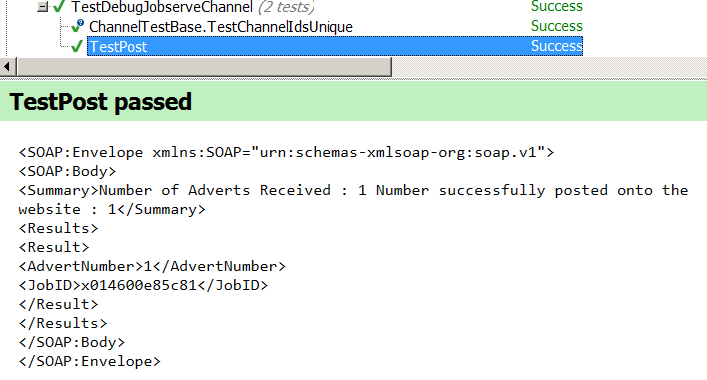 TestDebugJobserveChannel (2 tests) Success
ChannelTestBase.TestChannelIdsUnique Success
TestPost Success
TestPost passed
<SOAP:Envelope xmlns:SOAP="urn:schemas-xmlsoap-org:soap.v1">
<SOAP:Body>
<Summary>Number of Adverts Received : 1 Number successfully posted onto the
website : 1</Summary>
<Results>
<Result>
<AdvertNumber>1</AdvertNumber>
<JobID>x014600e85c81</JobID>
</Result>
</Results>
</SOAP:Body>
</SOAP:Envelope>